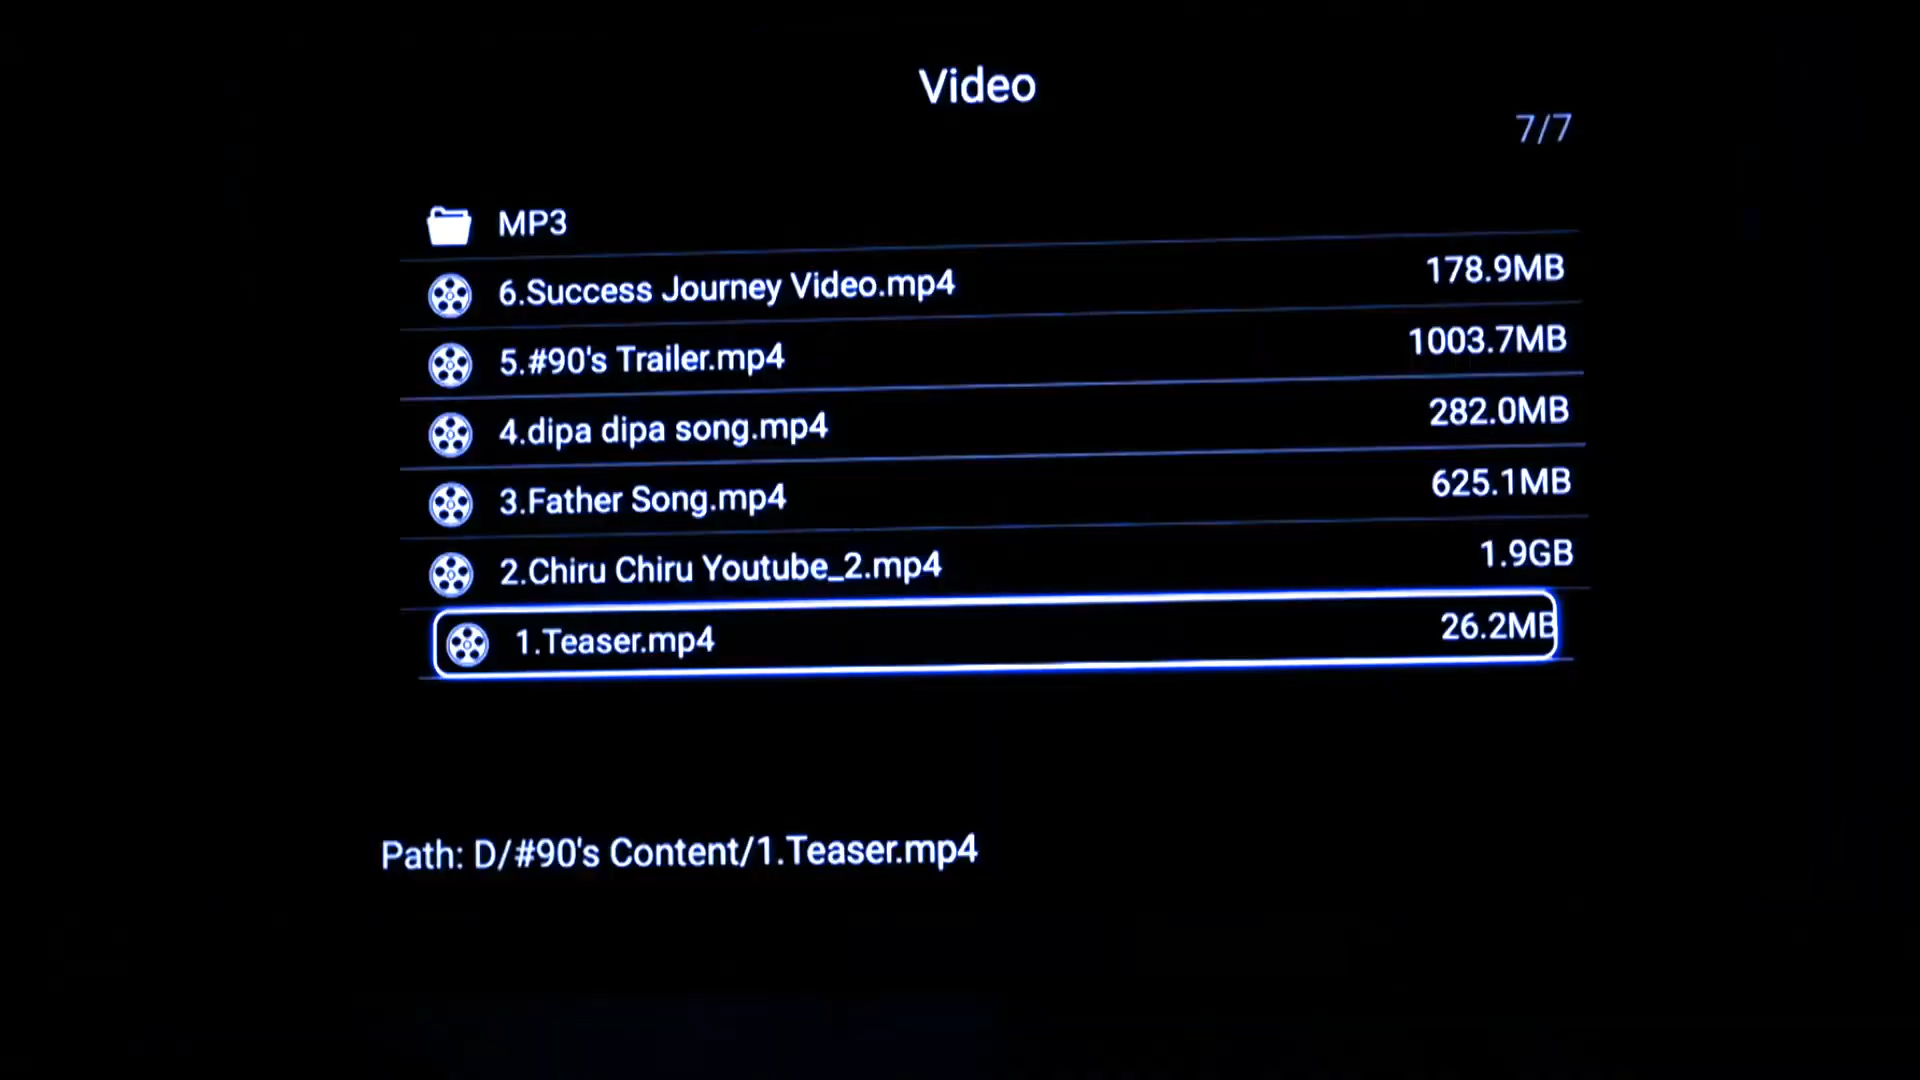 Video
7/7
MP3
6.Success Journey Video.mp4 178.9MB
5.#90's Trailer.mp4 1003.7MB
4.dipa dipa song.mp4 282.0MB
3.Father Song.mp4 625.1MB
2.Chiru Chiru Youtube_2.mp4 1.9GB
1.Teaser.mp4 26.2MB
Path: D/#90's Content/1.Teaser.mp4